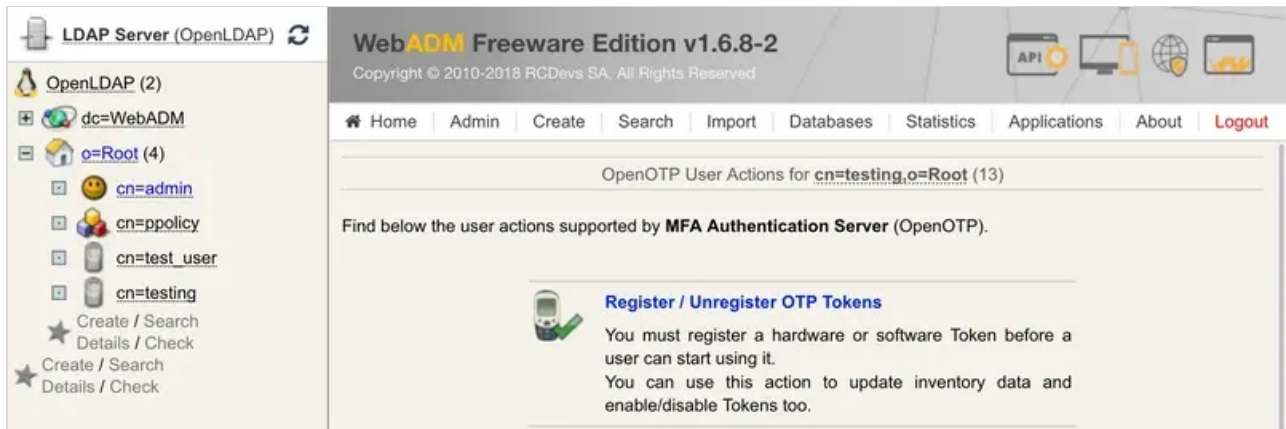 LDAP Server (OpenLDAP)
OpenLDAP (2)
dc=WebADM
o=Root (4)
cn=admin
cn=ppolicy
cn=test_user
cn=testing
Create / Search
Details / Check
Create / Search
Details / Check
WebADM Freeware Edition v1.6.8-2
Copyright © 2010-2018 RCDevs SA, All Rights Reserved
API
Home Admin Create Search Import Databases Statistics Applications About Logout
OpenOTP User Actions for cn=testing,o=Root (13)
Find below the user actions supported by MFA Authentication Server (OpenOTP).
Register / Unregister OTP Tokens
You must register a hardware or software Token before a
user can start using it.
You can use this action to update inventory data and
enable/disable Tokens too.